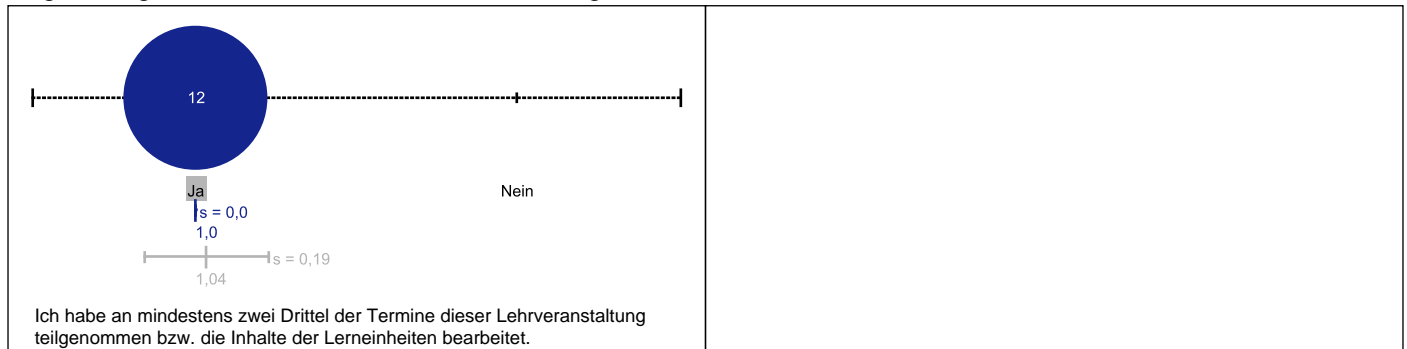 12
Ja
Nein
s = 0,0
1,0
s = 0,19
1,04
Ich habe an mindestens zwei Drittel der Termine dieser Lehrveranstaltung
teilgenommen bzw. die Inhalte der Lerneinheiten bearbeitet.